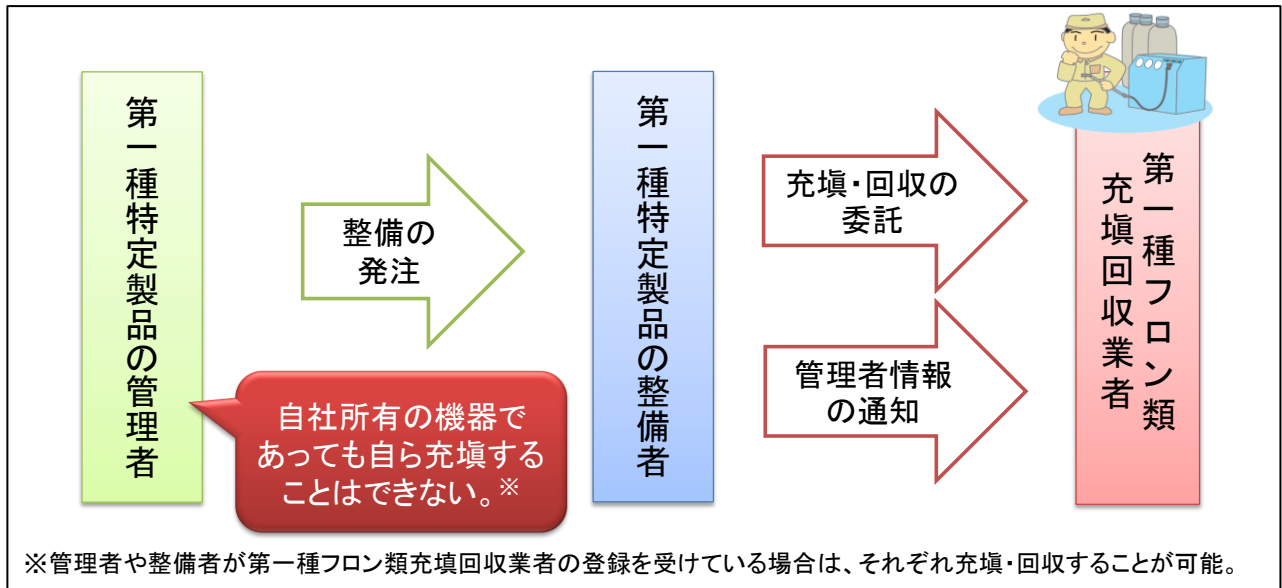 第一種特定製品の管理者
整備の
発注
自社所有の機器で
あっても自ら充塡する
ことはできない。※
第一種特定製品の整備者
充塡・回収の
委託
管理者情報
の通知
第一種フロン類
充塡回収業者
※管理者や整備者が第一種フロン類充塡回収業者の登録を受けている場合は、それぞれ充塡・回収することが可能。